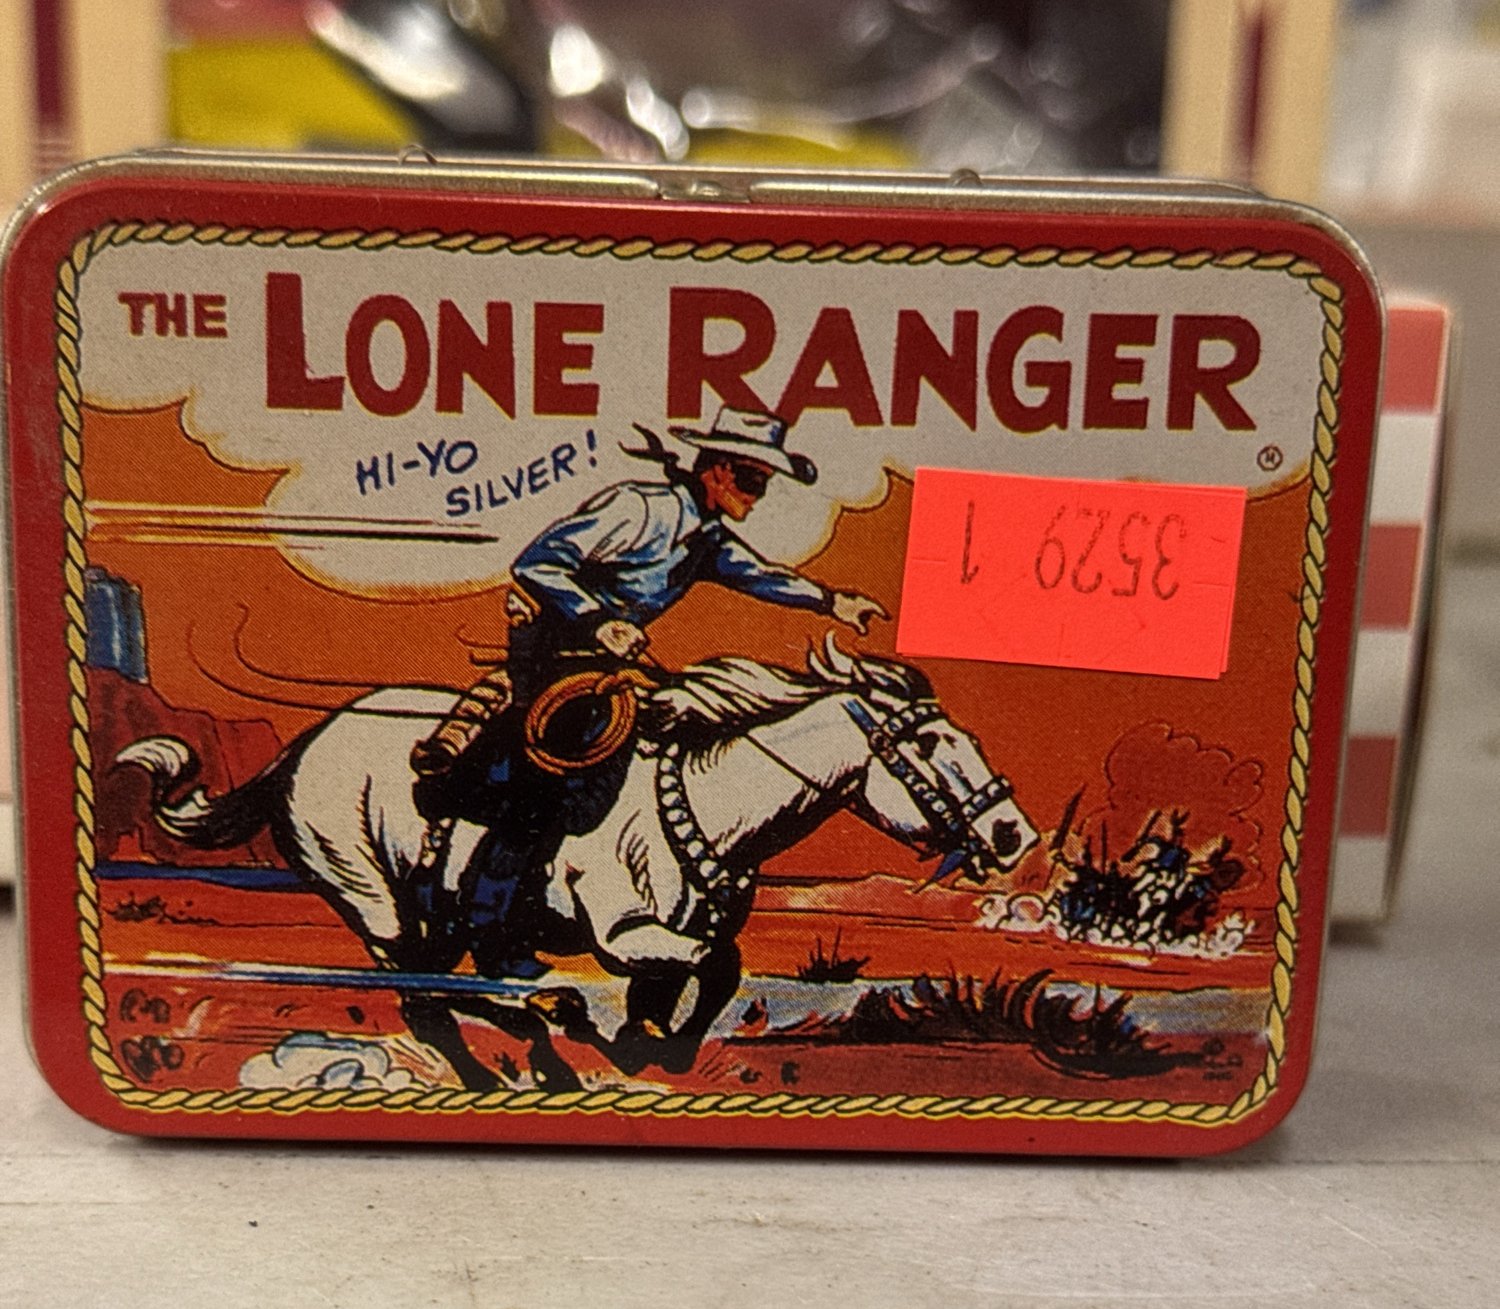 THE LONE RANGER
HI-YO
SILVER!
3529 1